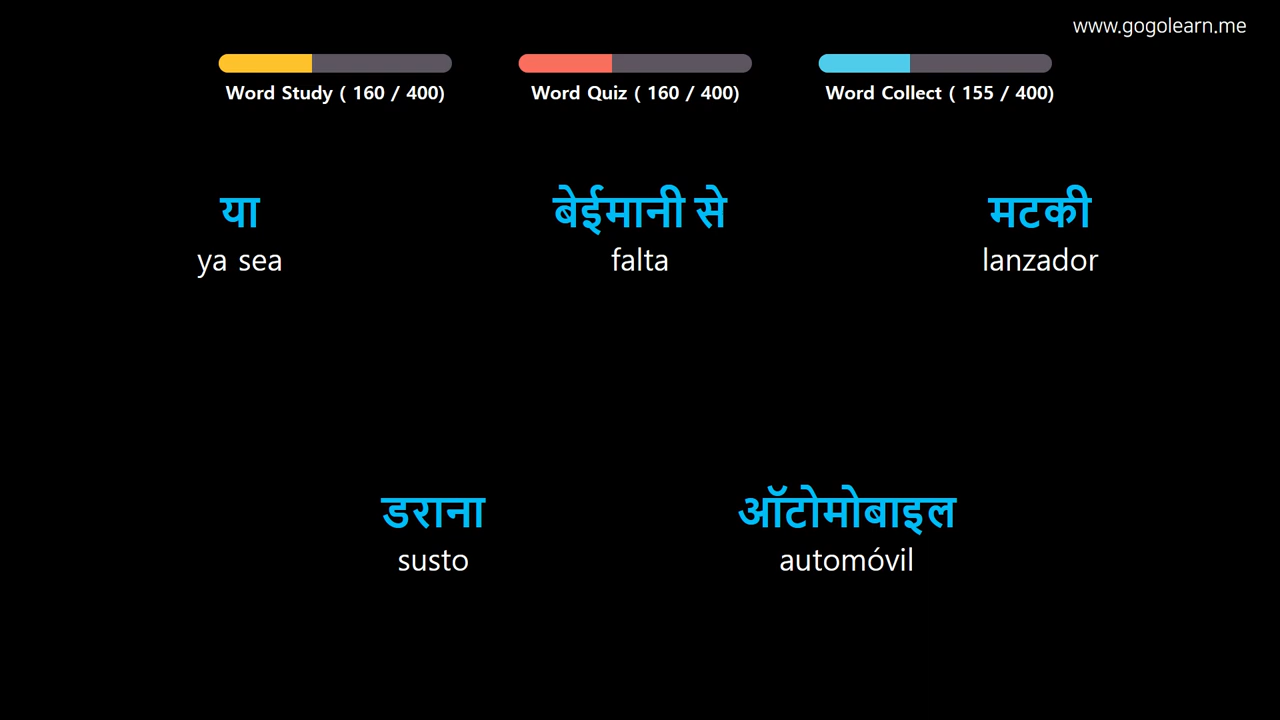 www.gogolearn.me
Word Study ( 160 / 400)
Word Quiz ( 160 / 400)
Word Collect ( 155 / 400)
या
ya sea
बेईमानी से
falta
मटकी
lanzador
डराना
susto
ऑटोमोबाइल
automóvil